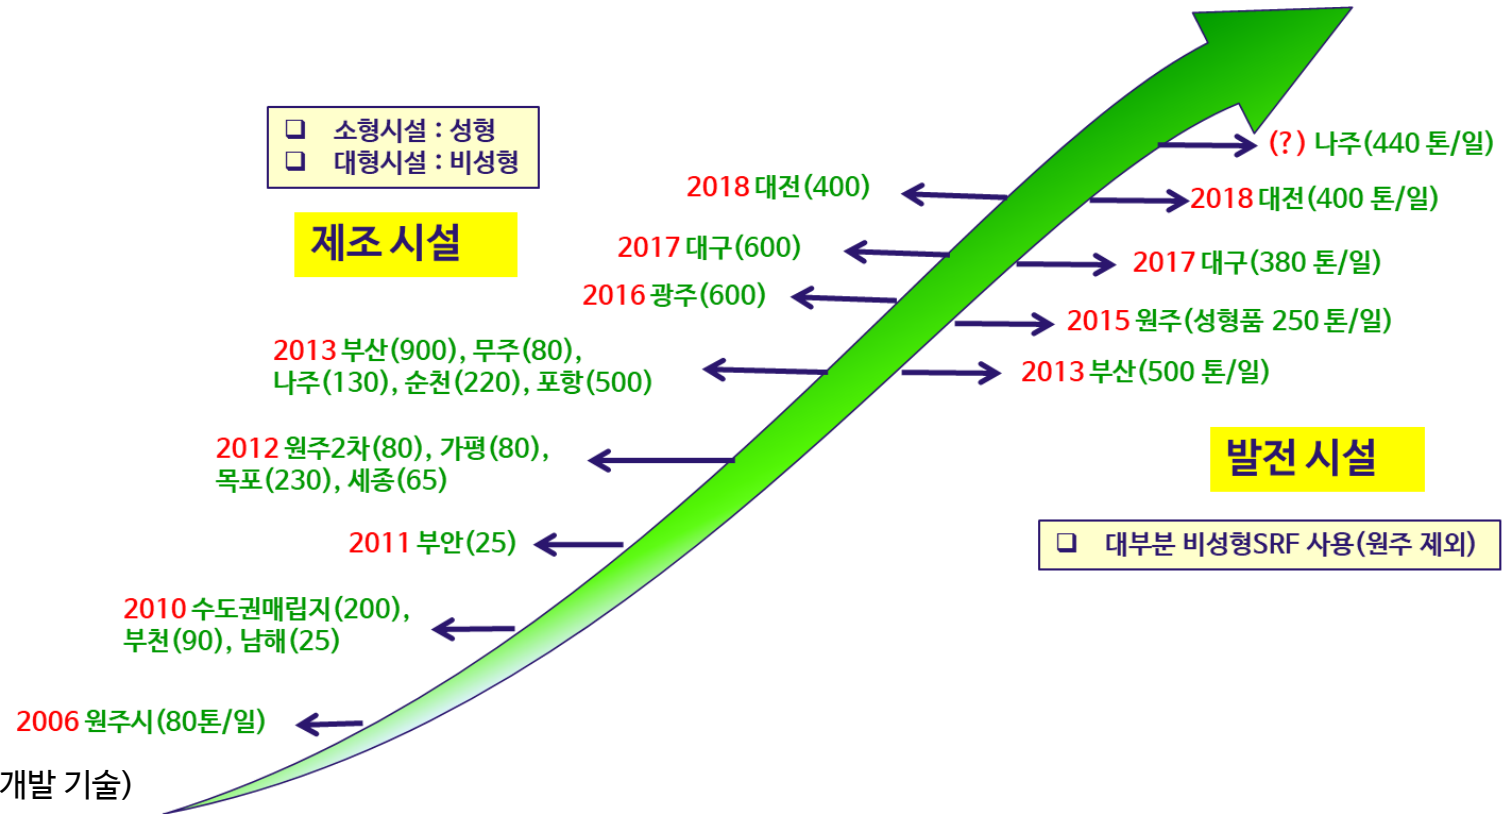 ❑ 소형시설 : 성형
❑ 대형시설 : 비성형
제조 시설
2018 대전(400)
2017 대구(600)
2016 광주(600)
2013 부산(900), 무주(80),
나주(130), 순천(220), 포항(500)
2012 원주2차(80), 가평(80),
목포(230), 세종(65)
2011 부안(25)
2010 수도권매립지(200),
부천(90), 남해(25)
2006 원주시(80톤/일)
개발 기술)
(?) 나주(440 톤/일)
2018 대전(400 톤/일)
2017 대구(380 톤/일)
2015 원주(성형품 250 톤/일)
2013 부산(500 톤/일)
발전 시설
❑ 대부분 비성형SRF 사용(원주 제외)